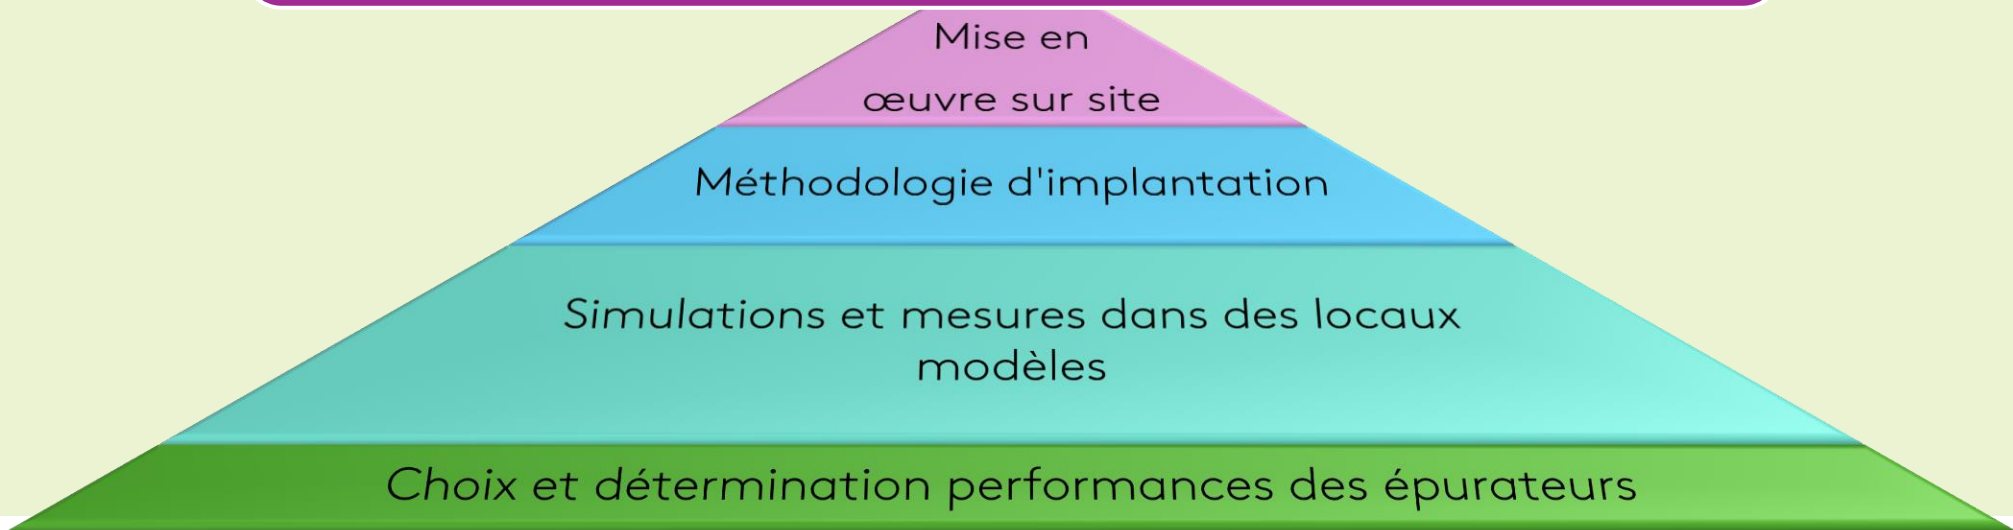 Mise en
œuvre sur site
Méthodologie d'implantation
Simulations et mesures dans des locaux
modèles
Choix et détermination performances des épurateurs